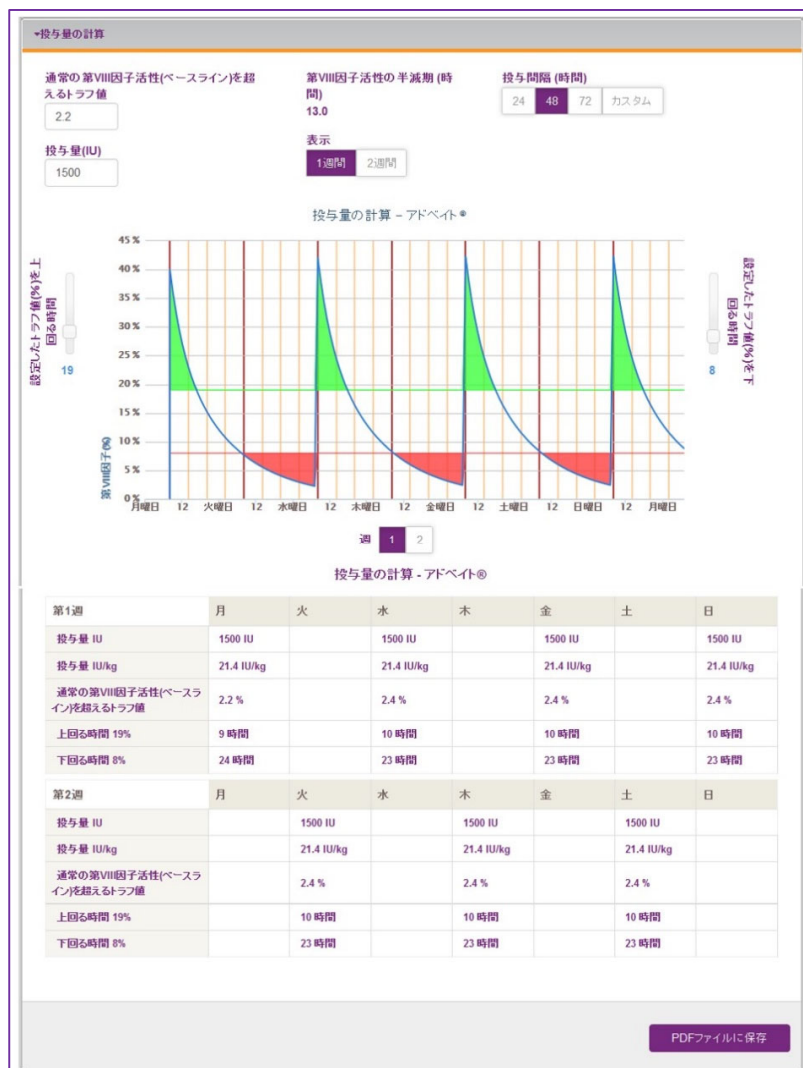 ▾投与量の計算
通常の第VIII因子活性(ベースライン)を超
えるトラフ値
2.2
第VIII因子活性の半減期 (時
間)
13.0
投与間隔 (時間)
24 48 72 カスタム
投与量(IU)
1500
表示
1週間 2週間
投与量の計算 – アドベイト®
設定したトラフ値(%)を上
回る時間
19
第VIII因子(%)
45%
40%
35%
30%
25%
20%
15%
10%
5%
0%
月曜日 12 火曜日 12 水曜日 12 木曜日 12 金曜日 12 土曜日 12 日曜日 12 月曜日
設定したトラフ値(%)を下
回る時間
8
週 1 2
投与量の計算 - アドベイト®
第1週 月 火 水 木 金 土 日
投与量 IU 1500 IU 1500 IU 1500 IU 1500 IU
投与量 IU/kg 21.4 IU/kg 21.4 IU/kg 21.4 IU/kg 21.4 IU/kg
通常の第VIII因子活性(ベースラ
イン)を超えるトラフ値 2.2 % 2.4 % 2.4 % 2.4 %
上回る時間 19% 9 時間 10 時間 10 時間 10 時間
下回る時間 8% 24 時間 23 時間 23 時間 23 時間
第2週 月 火 水 木 金 土 日
投与量 IU 1500 IU 1500 IU 1500 IU
投与量 IU/kg 21.4 IU/kg 21.4 IU/kg 21.4 IU/kg
通常の第VIII因子活性(ベースラ
イン)を超えるトラフ値 2.4 % 2.4 % 2.4 %
上回る時間 19% 10 時間 10 時間 10 時間
下回る時間 8% 23 時間 23 時間 23 時間
PDFファイルに保存